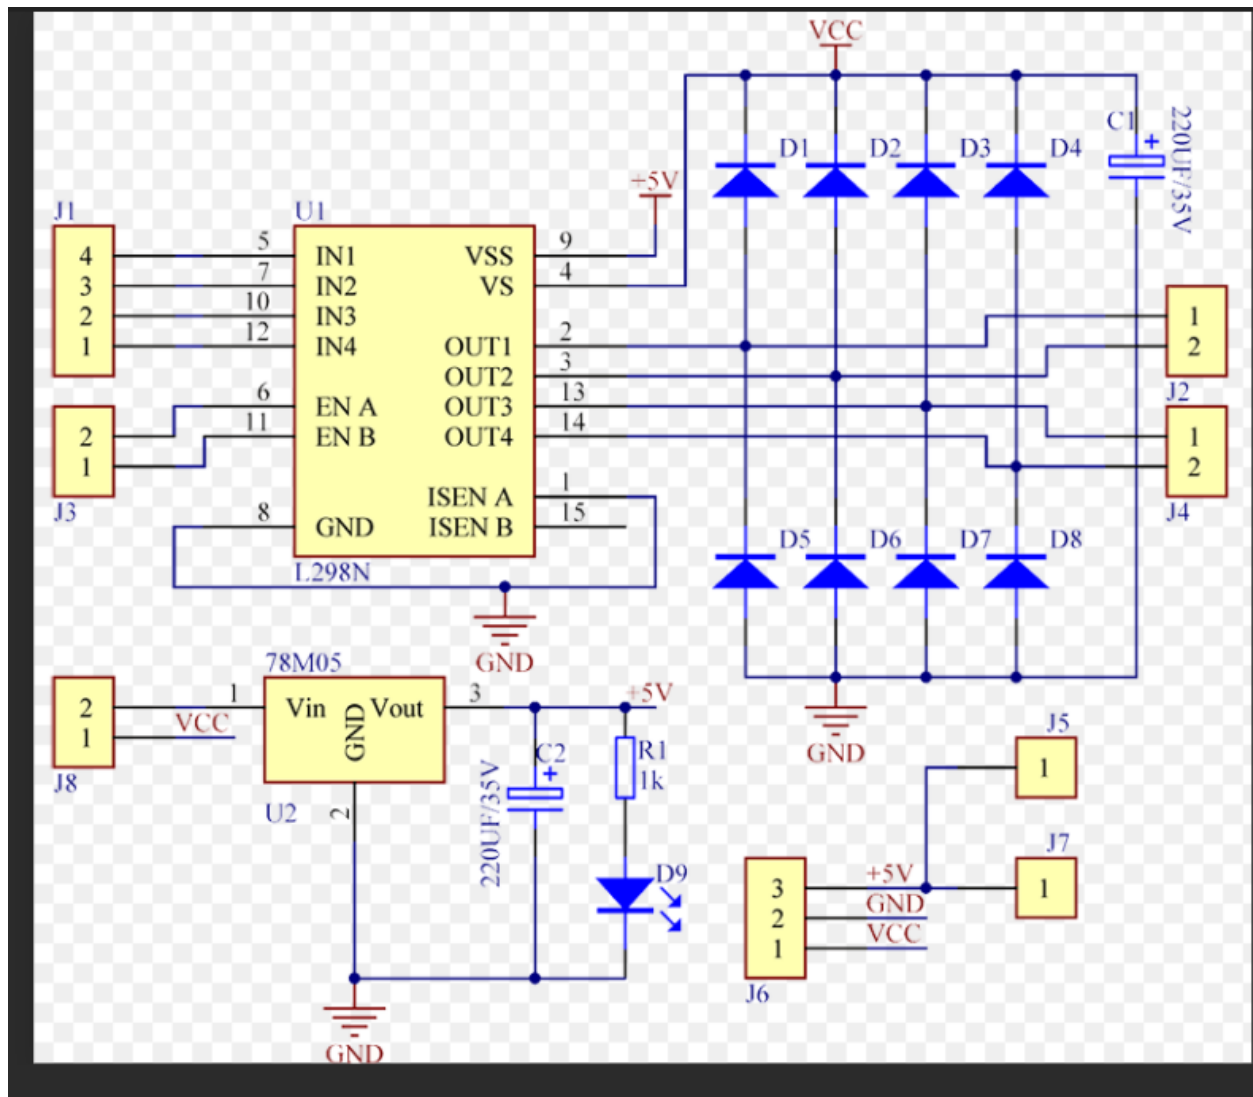 VCC
C1
+
220UF/35V
D1
D2
D3
D4
+5V
J1
U1
4
3
2
1
5
7
10
12
IN1
IN2
IN3
IN4
VSS
VS
9
4
OUT1
OUT2
OUT3
OUT4
2
3
13
14
1
2
J2
6
11
EN A
EN B
2
1
J3
1
2
J4
ISEN A
ISEN B
1
15
8
GND
L298N
GND
D5
D6
D7
D8
GND
78M05
2
1
J8
VCC
1
Vin
GND
Vout
3
U2
2
+5V
C2
+
220UF/35V
R1
1k
D9
GND
J5
1
J7
1
3
2
1
+5V
GND
VCC
J6